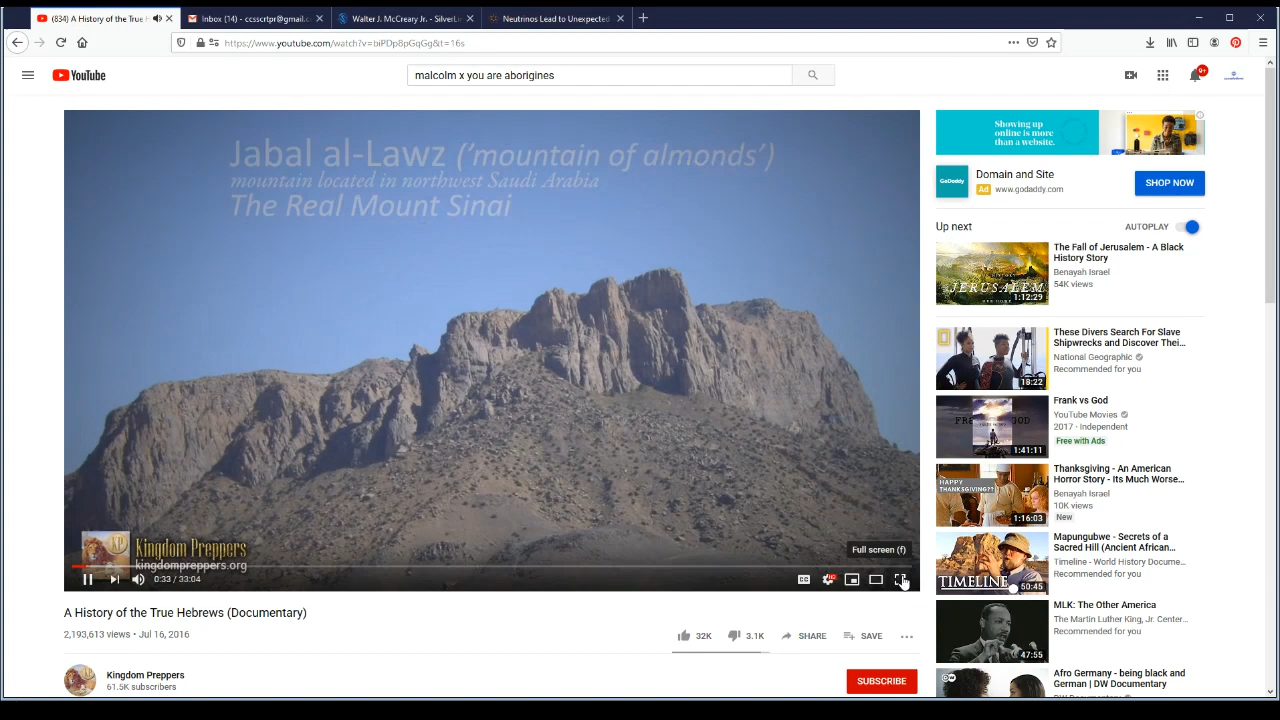 (834) A History of the True H
Inbox (14) - ccsscrtpr@gmail.c
Walter J. McCreary Jr. - SilverL
Neutrinos Lead to Unexpected
https://www.youtube.com/watch?v=biPDp8pGqGg&t=16s
YouTube
malcolm x you are aborigines
9+
Jabal al-Lawz ('mountain of almonds')
mountain located in northwest Saudi Arabia
The Real Mount Sinai
KP
Kingdom Preppers
kingdompreppers.org
Full screen (f)
0:33 / 33:04
CC
HD
A History of the True Hebrews (Documentary)
2,193,613 views • Jul 16, 2016
32K
3.1K
SHARE
SAVE
Kingdom Preppers
61.5K subscribers
SUBSCRIBE
Showing up
online is more
than a website.
GoDaddy
Domain and Site
Ad www.godaddy.com
SHOP NOW
Up next
AUTOPLAY
JERUSALEM
1:12:29
The Fall of Jerusalem - A Black
History Story
Benayah Israel
54K views
18:22
These Divers Search For Slave
Shipwrecks and Discover Thei...
National Geographic
Recommended for you
1:41:11
Frank vs God
YouTube Movies
2017 · Independent
Free with Ads
HAPPY
THANKSGIVING??
1:16:03
Thanksgiving - An American
Horror Story - Its Much Worse...
Benayah Israel
10K views
New
TIMELINE
50:45
Mapungubwe - Secrets of a
Sacred Hill (Ancient African...
Timeline - World History Docume...
Recommended for you
47:55
MLK: The Other America
The Martin Luther King, Jr. Center...
Recommended for you
Afro Germany - being black and
German | DW Documentary